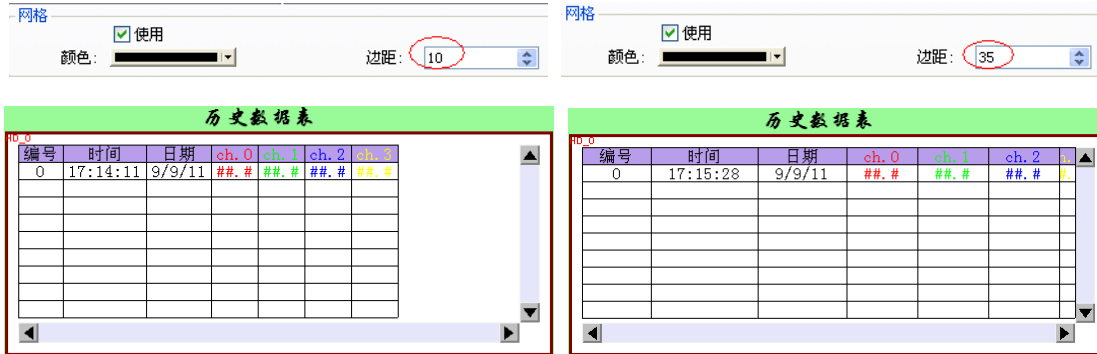 网格
使用
颜色: 边距: 10
网格
使用
颜色: 边距: 35
历史数据表
HD_0
编号 时间 日期 ch.0 ch.1 ch.2 ch.3
0 17:14:11 9/9/11 ##.# ##.# ##.# ##.#
历史数据表
HD_0
编号 时间 日期 ch.0 ch.1 ch.2
0 17:15:28 9/9/11 ##.# ##.# ##.#